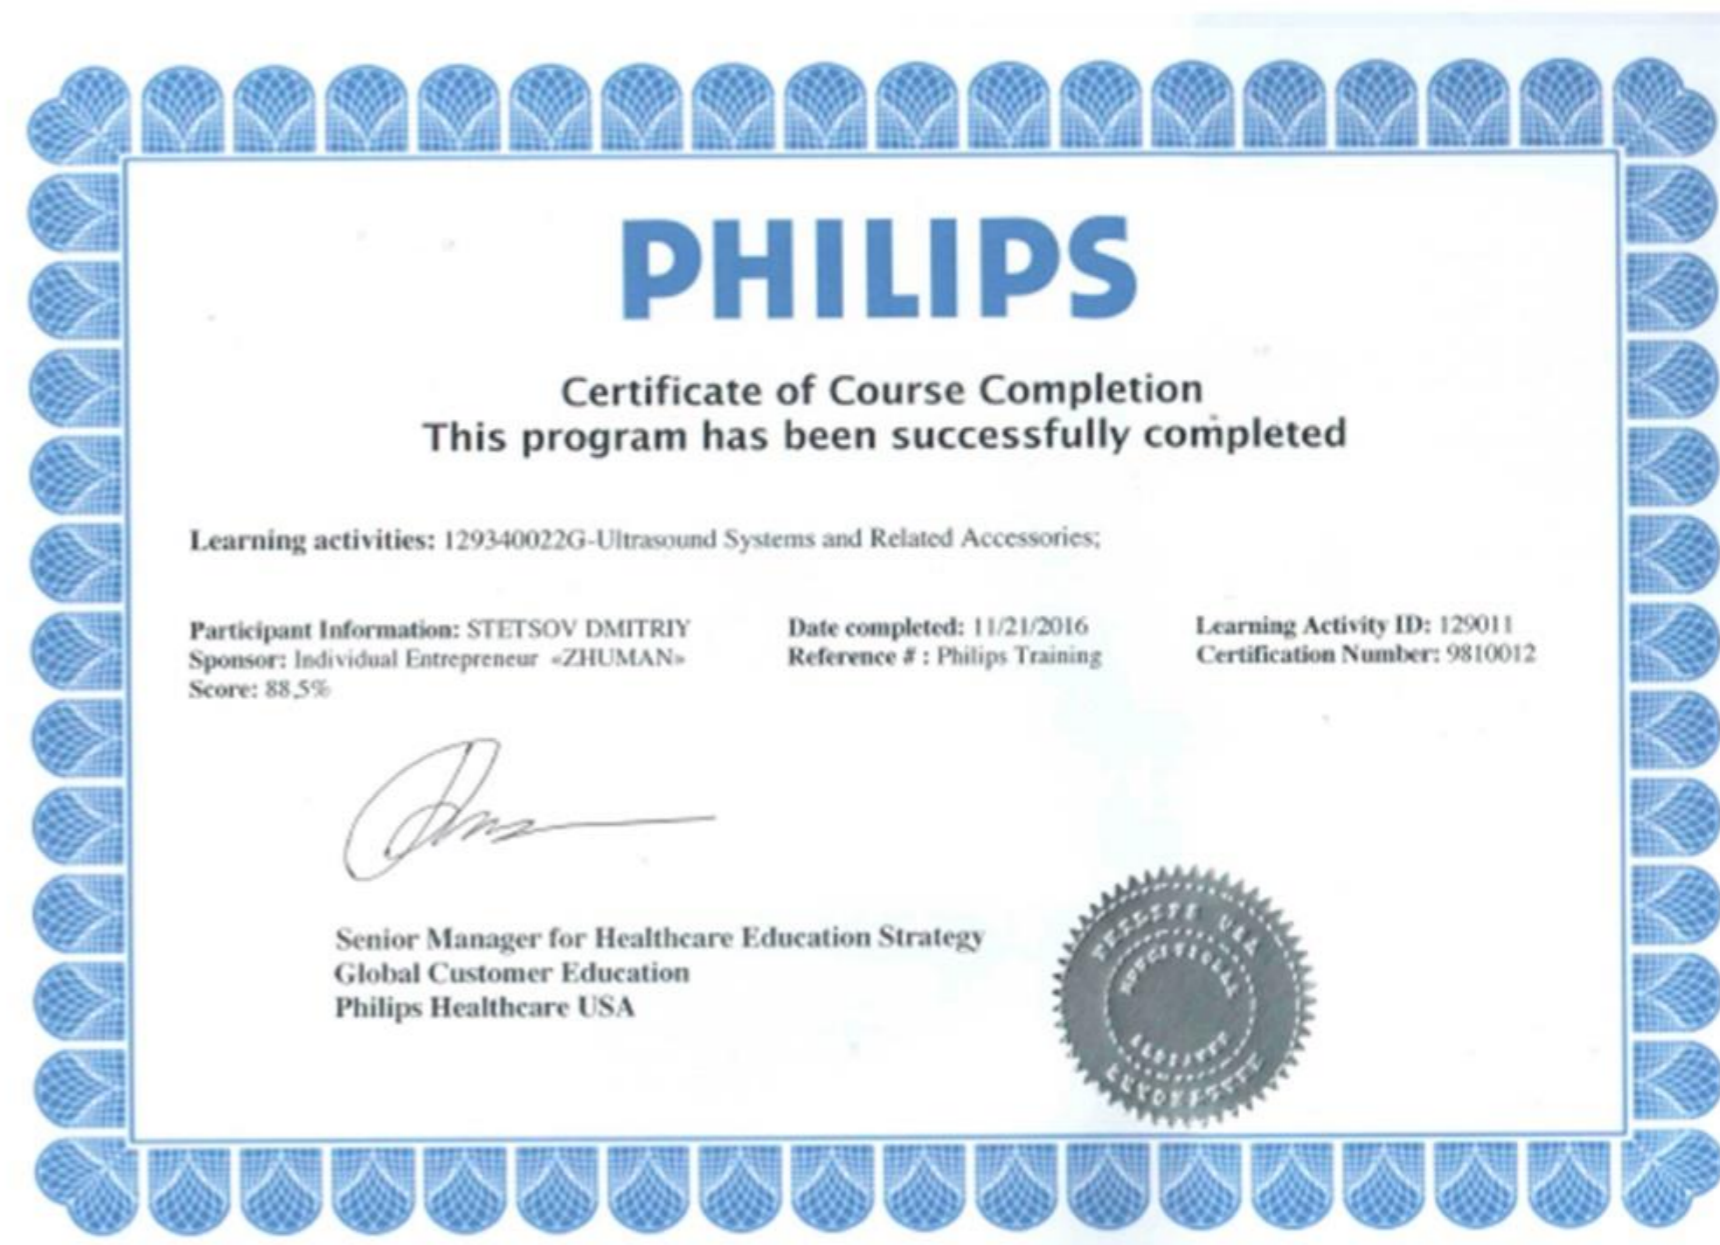 PHILIPS
Certificate of Course Completion
This program has been successfully completed
Learning activities: 129340022G-Ultrasound Systems and Related Accessories;
Participant Information: STETSOV DMITRIY
Sponsor: Individual Entrepreneur «ZHUMAN»
Score: 88,5%
Date completed: 11/21/2016
Reference # : Philips Training
Learning Activity ID: 129011
Certification Number: 9810012
Senior Manager for Healthcare Education Strategy
Global Customer Education
Philips Healthcare USA
USA